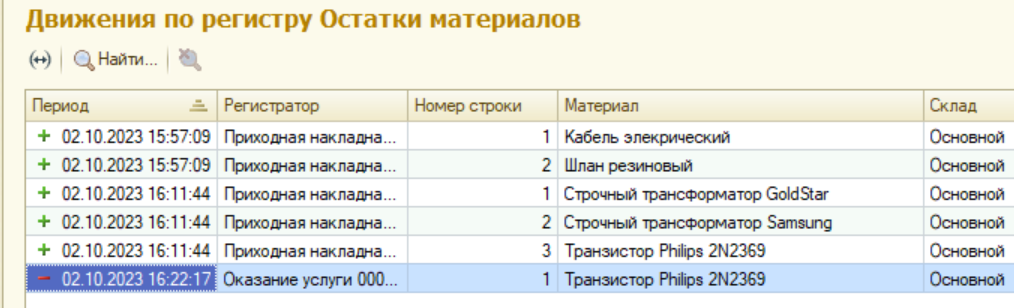 Движения по регистру Остатки материалов
Найти...
Период Регистратор Номер строки Материал Склад
02.10.2023 15:57:09 Приходная накладна... 1 Кабель элекрический Основной
02.10.2023 15:57:09 Приходная накладна... 2 Шлан резиновый Основной
02.10.2023 16:11:44 Приходная накладна... 1 Строчный трансформатор GoldStar Основной
02.10.2023 16:11:44 Приходная накладна... 2 Строчный трансформатор Samsung Основной
02.10.2023 16:11:44 Приходная накладна... 3 Транзистор Philips 2N2369 Основной
02.10.2023 16:22:17 Оказание услуги 000... 1 Транзистор Philips 2N2369 Основной